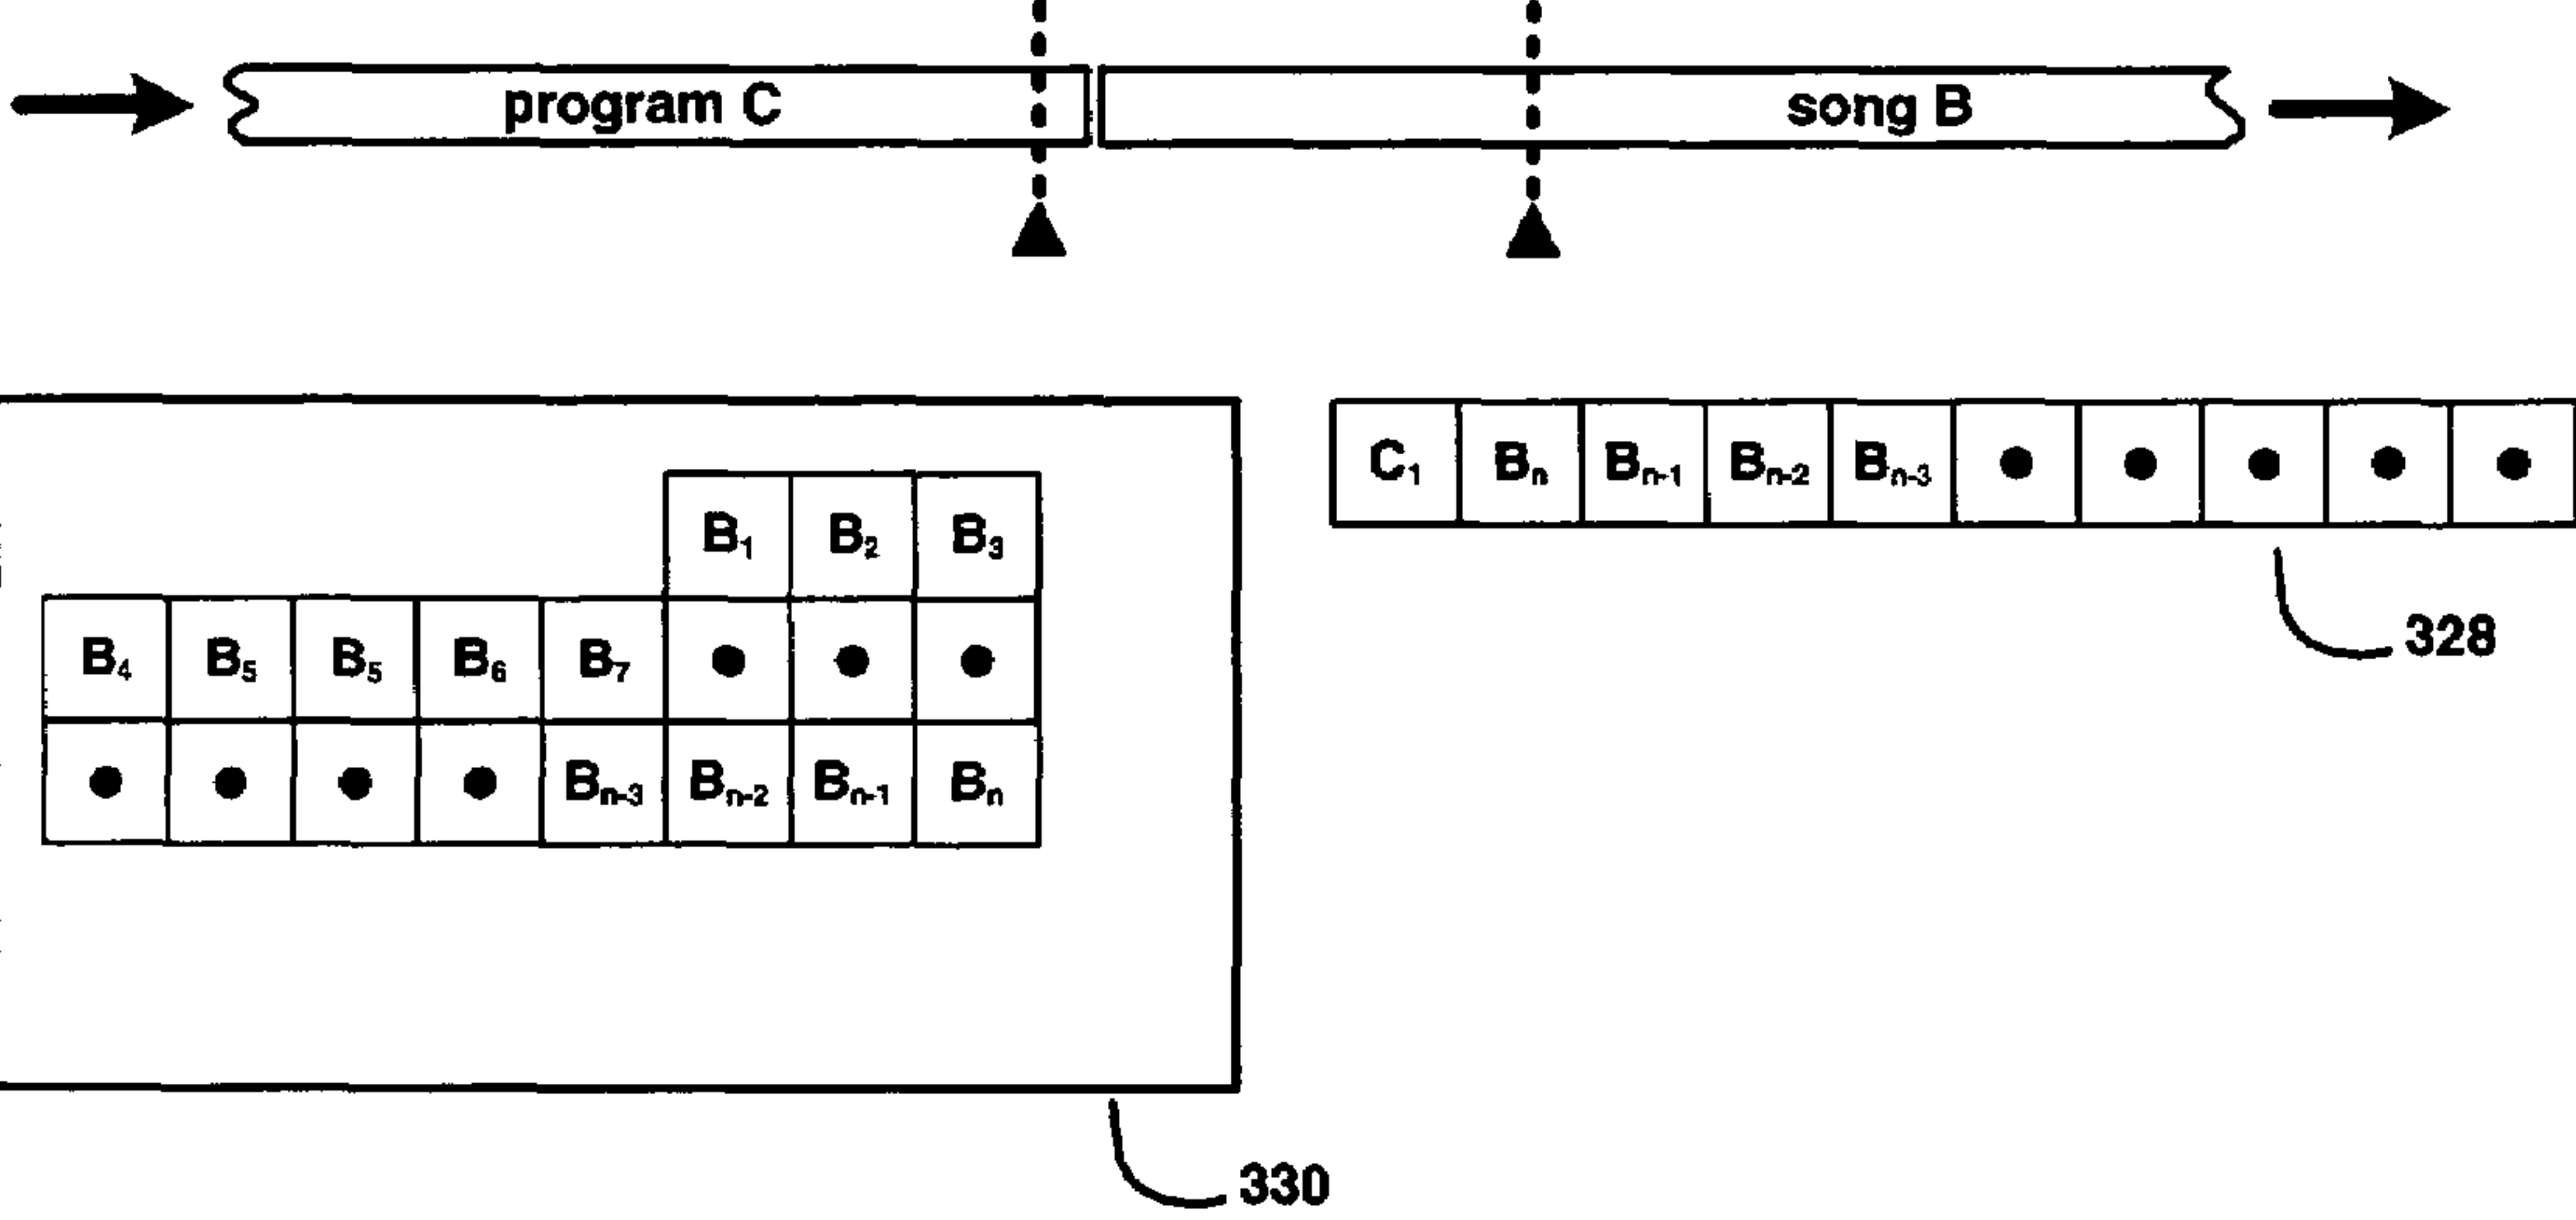 program C song B
C₁ Bₙ Bₙ₋₁ Bₙ₋₂ Bₙ₋₃ ● ● ● ● ●
B₁ B₂ B₃
328
B₄ B₅ B₅ B₆ B₇ ● ● ●
● ● ● ● Bₙ₋₃ Bₙ₋₂ Bₙ₋₁ Bₙ
330